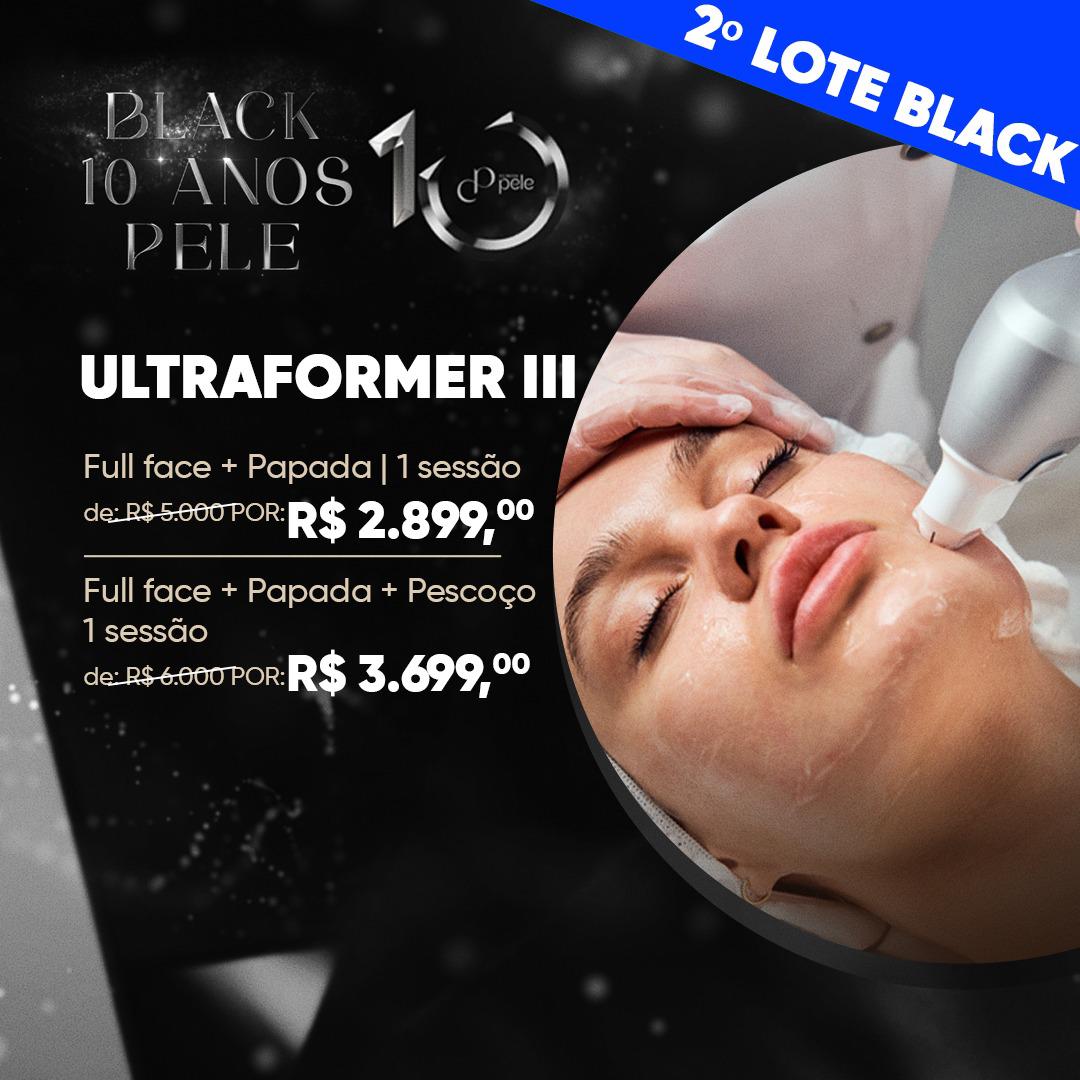 2º LOTE BLACK
BLACK
10 ANOS
PELE
10
pele
ULTRAFORMER III
Full face + Papada | 1 sessão
de: R$ 5.000 POR: R$ 2.899,00
Full face + Papada + Pescoço
1 sessão
de: R$ 6.000 POR: R$ 3.699,00